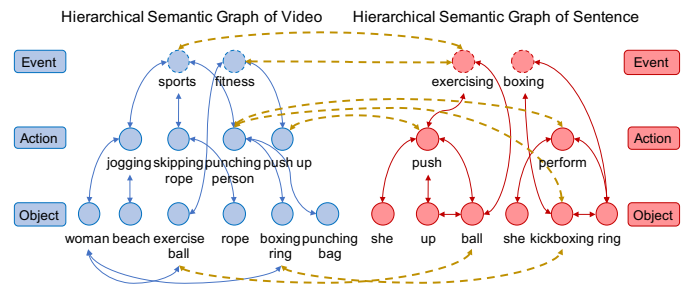 Hierarchical Semantic Graph of Video Hierarchical Semantic Graph of Sentence
Event Event
sports fitness exercising boxing
Action Action
jogging skipping punching push up push perform
rope person
Object Object
woman beach exercise rope boxing punching she up ball she kickboxing ring
ball ring bag